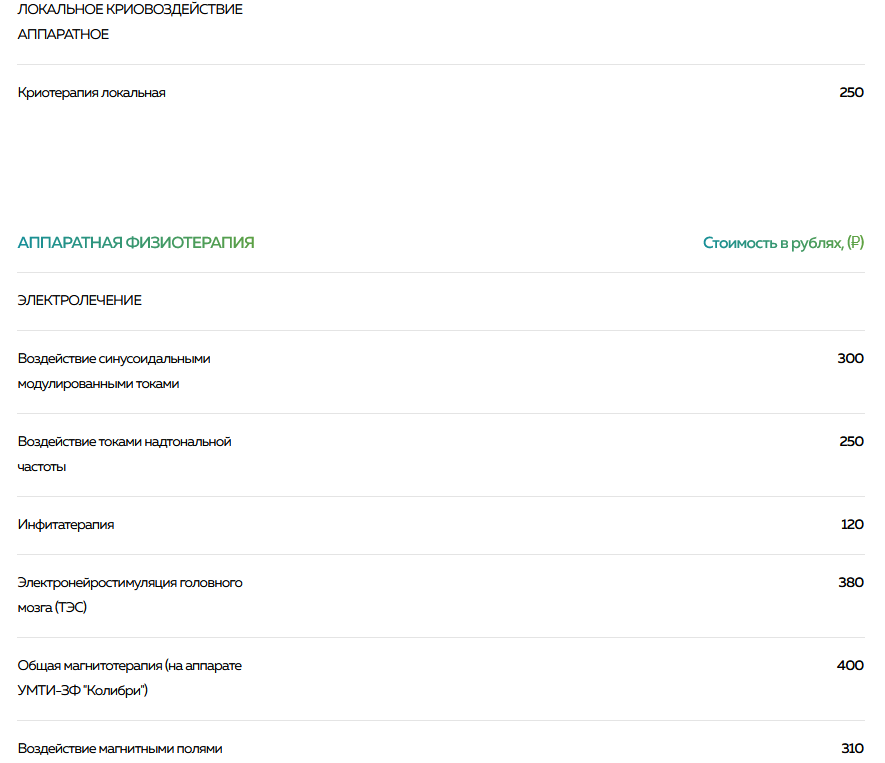 ЛОКАЛЬНОЕ КРИОВОЗДЕЙСТВИЕ
АППАРАТНОЕ
Криотерапия локальная 250
АППАРАТНАЯ ФИЗИОТЕРАПИЯ Стоимость в рублях, (₽)
ЭЛЕКТРОЛЕЧЕНИЕ
Воздействие синусоидальными 300
модулированными токами
Воздействие токами надтональной 250
частоты
Инфитатерапия 120
Электронейростимуляция головного 380
мозга (ТЭС)
Общая магнитотерапия (на аппарате 400
УМТИ-3Ф "Колибри")
Воздействие магнитными полями 310